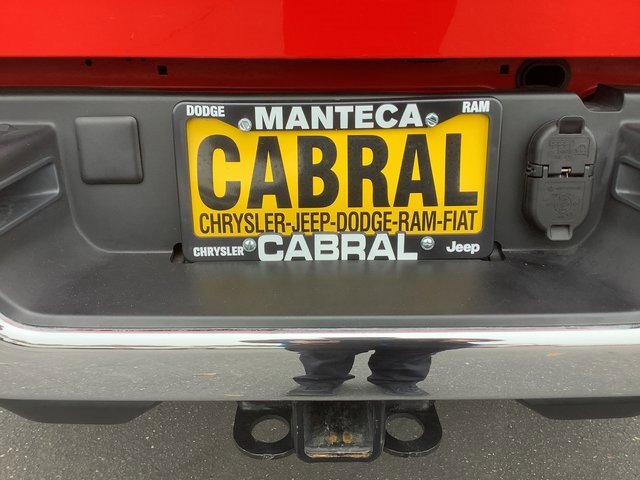 DODGE MANTECA RAM
CABRAL
CHRYSLER-JEEP-DODGE-RAM-FIAT
CHRYSLER CABRAL Jeep